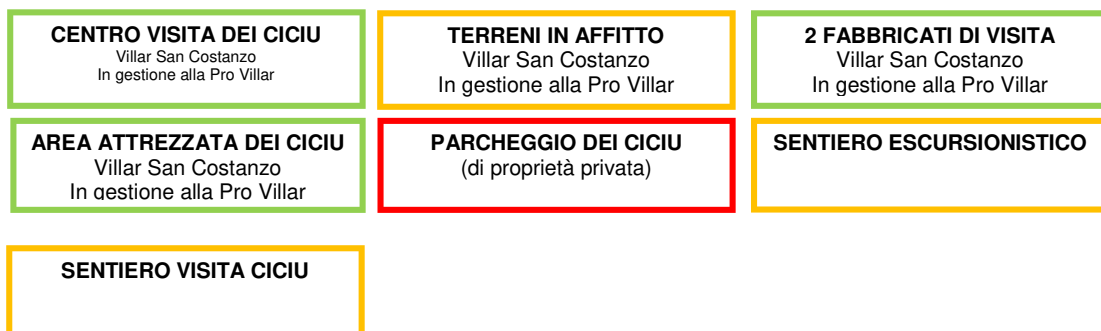 CENTRO VISITA DEI CICIU
Villar San Costanzo
In gestione alla Pro Villar
TERRENI IN AFFITTO
Villar San Costanzo
In gestione alla Pro Villar
2 FABBRICATI DI VISITA
Villar San Costanzo
In gestione alla Pro Villar
AREA ATTREZZATA DEI CICIU
Villar San Costanzo
In gestione alla Pro Villar
PARCHEGGIO DEI CICIU
(di proprietà privata)
SENTIERO ESCURSIONISTICO
SENTIERO VISITA CICIU